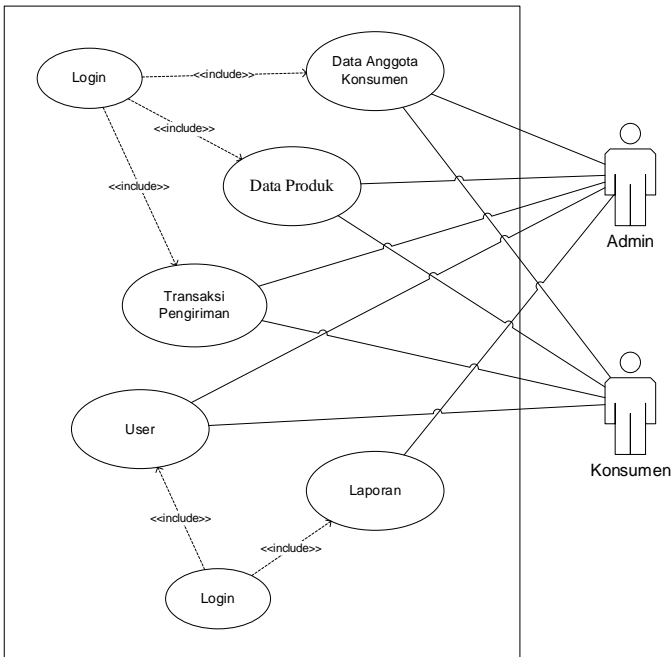 Login
<<include>>
Data Anggota
Konsumen
<<include>>
Data Produk
<<include>>
Admin
Transaksi
Pengiriman
Konsumen
User
Laporan
<<include>>
<<include>>
Login